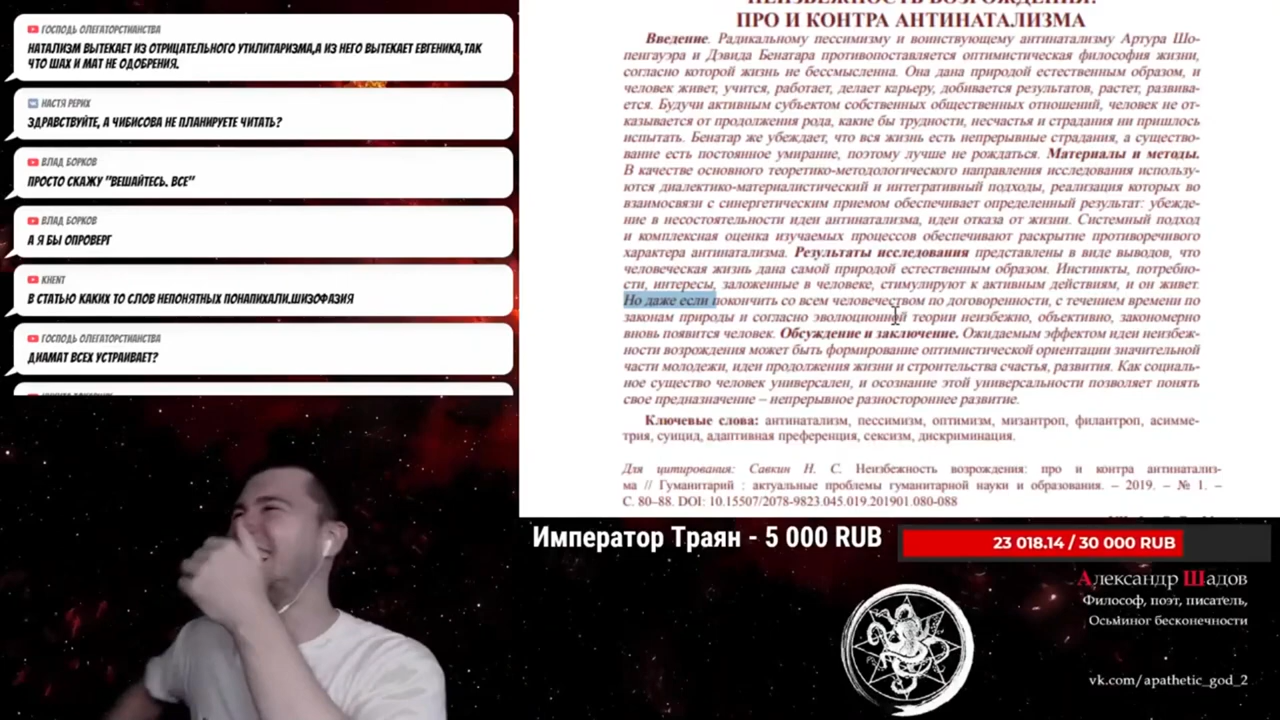 ГОСПОДЬ ОЛЕГАТОРСТИАНСТВА
НАТАЛИЗМ ВЫТЕКАЕТ ИЗ ОТРИЦАТЕЛЬНОГО УТИЛИТАРИЗМА,А ИЗ НЕГО ВЫТЕКАЕТ ЕВГЕНИКА,ТАК
ЧТО ШАХ И МАТ НЕ ОДОБРЕНИЯ.
НАСТЯ РЕРИХ
ЗДРАВСТВУЙТЕ, А ЧИБИСОВА НЕ ПЛАНИРУЕТЕ ЧИТАТЬ?
ВЛАД БОРКОВ
ПРОСТО СКАЖУ "ВЕШАЙТЕСЬ. ВСЕ"
ВЛАД БОРКОВ
А Я БЫ ОПРОВЕРГ
KHENT
В СТАТЬЮ КАКИХ ТО СЛОВ НЕПОНЯТНЫХ ПОНАПИХАЛИ.ШИЗОФАЗИЯ
ГОСПОДЬ ОЛЕГАТОРСТИАНСТВА
ДИАМАТ ВСЕХ УСТРАИВАЕТ?
НЕИЗБЕЖНОСТЬ ВОЗРОЖДЕНИЯ:
ПРО И КОНТРА АНТИНАТАЛИЗМА
Введение. Радикальному пессимизму и воинствующему антинатализму Артура Шо-
пенгауэра и Дэвида Бенатара противопоставляется оптимистическая философия жизни,
согласно которой жизнь не бессмысленна. Она дана природой естественным образом, и
человек живет, учится, работает, делает карьеру, добивается результатов, растет, развива-
ется. Будучи активным субъектом собственных общественных отношений, человек не от-
казывается от продолжения рода, какие бы трудности, несчастья и страдания ни пришлось
испытать. Бенатар же убеждает, что вся жизнь есть непрерывные страдания, а существо-
вание есть постоянное умирание, поэтому лучше не рождаться. Материалы и методы.
В качестве основного теоретико-методологического направления исследования использу-
ются диалектико-материалистический и интегративный подходы, реализация которых во
взаимосвязи с синергетическим приемом обеспечивает определенный результат: убежде-
ние в несостоятельности идеи антинатализма, идеи отказа от жизни. Системный подход
и комплексная оценка изучаемых процессов обеспечивают раскрытие противоречивого
характера антинатализма. Результаты исследования представлены в виде выводов, что
человеческая жизнь дана самой природой естественным образом. Инстинкты, потребно-
сти, интересы, заложенные в человеке, стимулируют к активным действиям, и он живет.
Но даже если покончить со всем человечеством по договоренности, с течением времени по
законам природы и согласно эволюционной теории неизбежно, объективно, закономерно
вновь появится человек. Обсуждение и заключение. Ожидаемым эффектом идеи неизбеж-
ности возрождения может быть формирование оптимистической ориентации значительной
части молодежи, идеи продолжения жизни и строительства счастья, развития. Как социаль-
ное существо человек универсален, и осознание этой универсальности позволяет понять
свое предназначение – непрерывное разностороннее развитие.
Ключевые слова: антинатализм, пессимизм, оптимизм, мизантроп, филантроп, асимме-
трия, суицид, адаптивная преференция, сексизм, дискриминация.
Для цитирования: Савкин Н. С. Неизбежность возрождения: про и контра антинатализ-
ма // Гуманитарий : актуальные проблемы гуманитарной науки и образования. – 2019. – № 1. –
С. 80–88. DOI: 10.15507/2078-9823.045.019.201901.080-088
Император Траян - 5 000 RUB
23 018.14 / 30 000 RUB
Александр Шадов
Философ, поэт, писатель,
Осьминог бесконечности
vk.com/apathetic_god_2